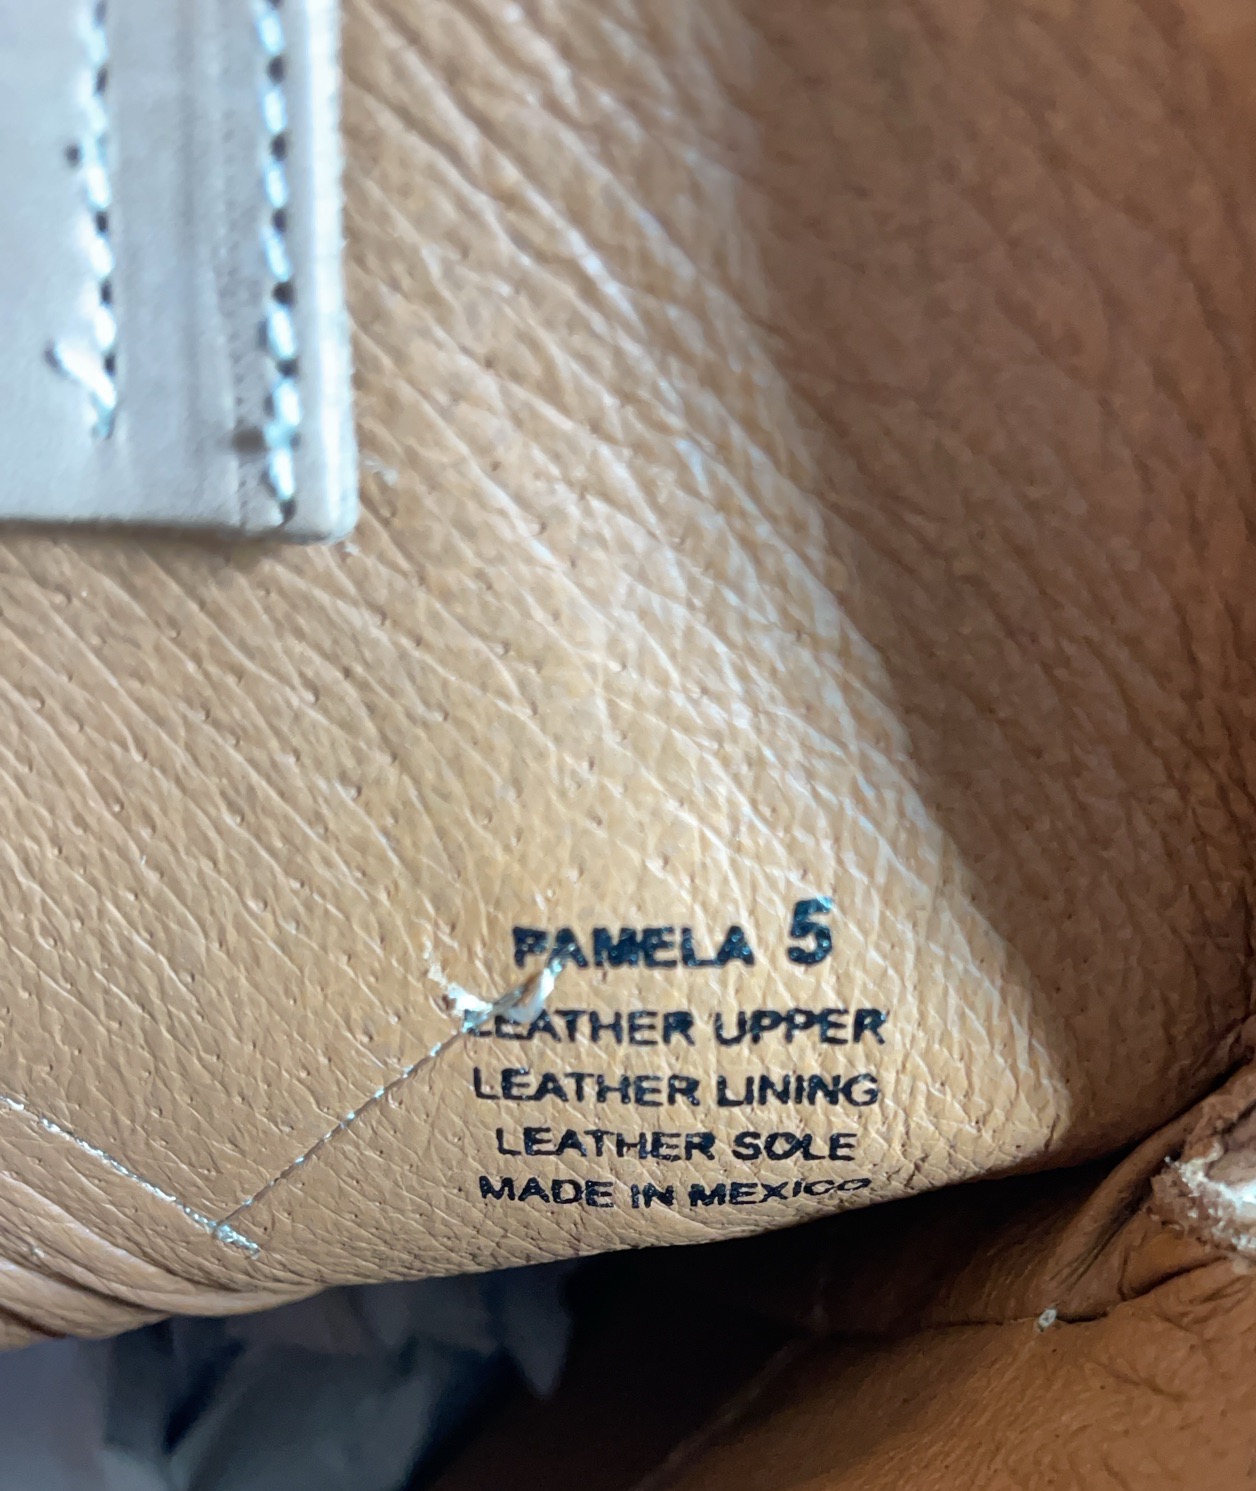 PAMELA 5
LEATHER UPPER
LEATHER LINING
LEATHER SOLE
MADE IN MEXICO